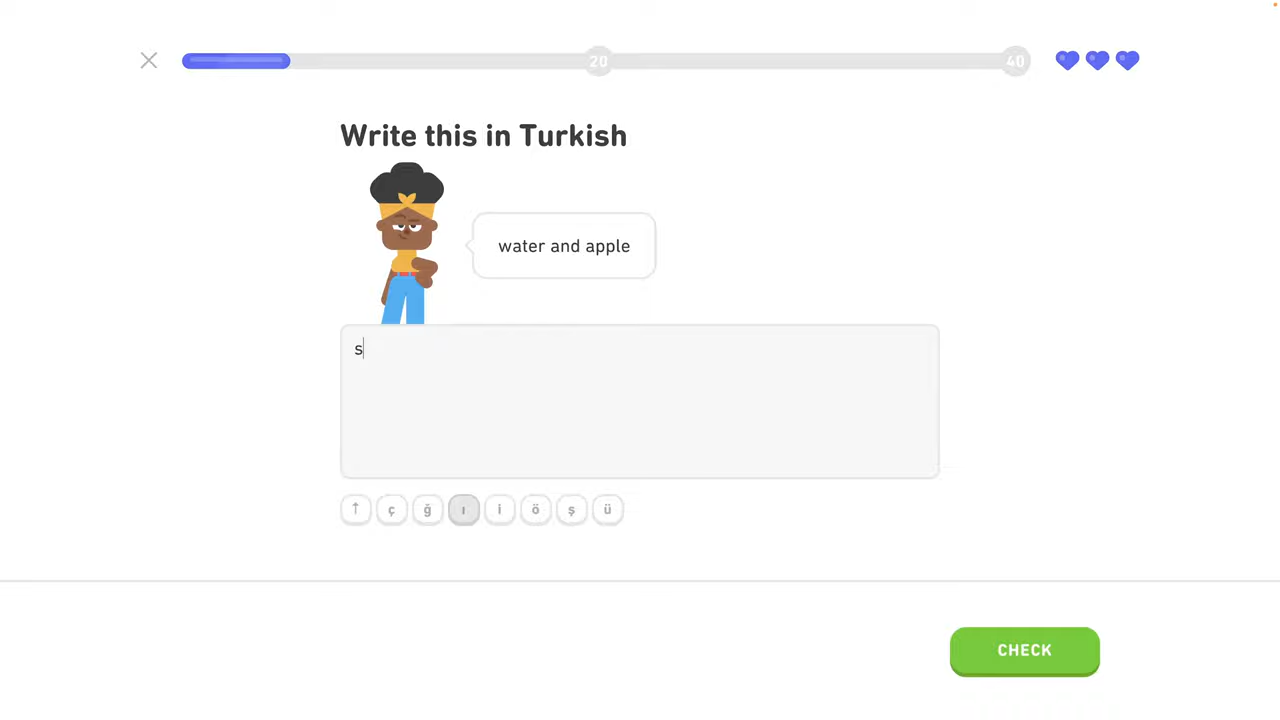 20
40
Write this in Turkish
water and apple
s
↑ ç ğ ı i ö ş ü
CHECK